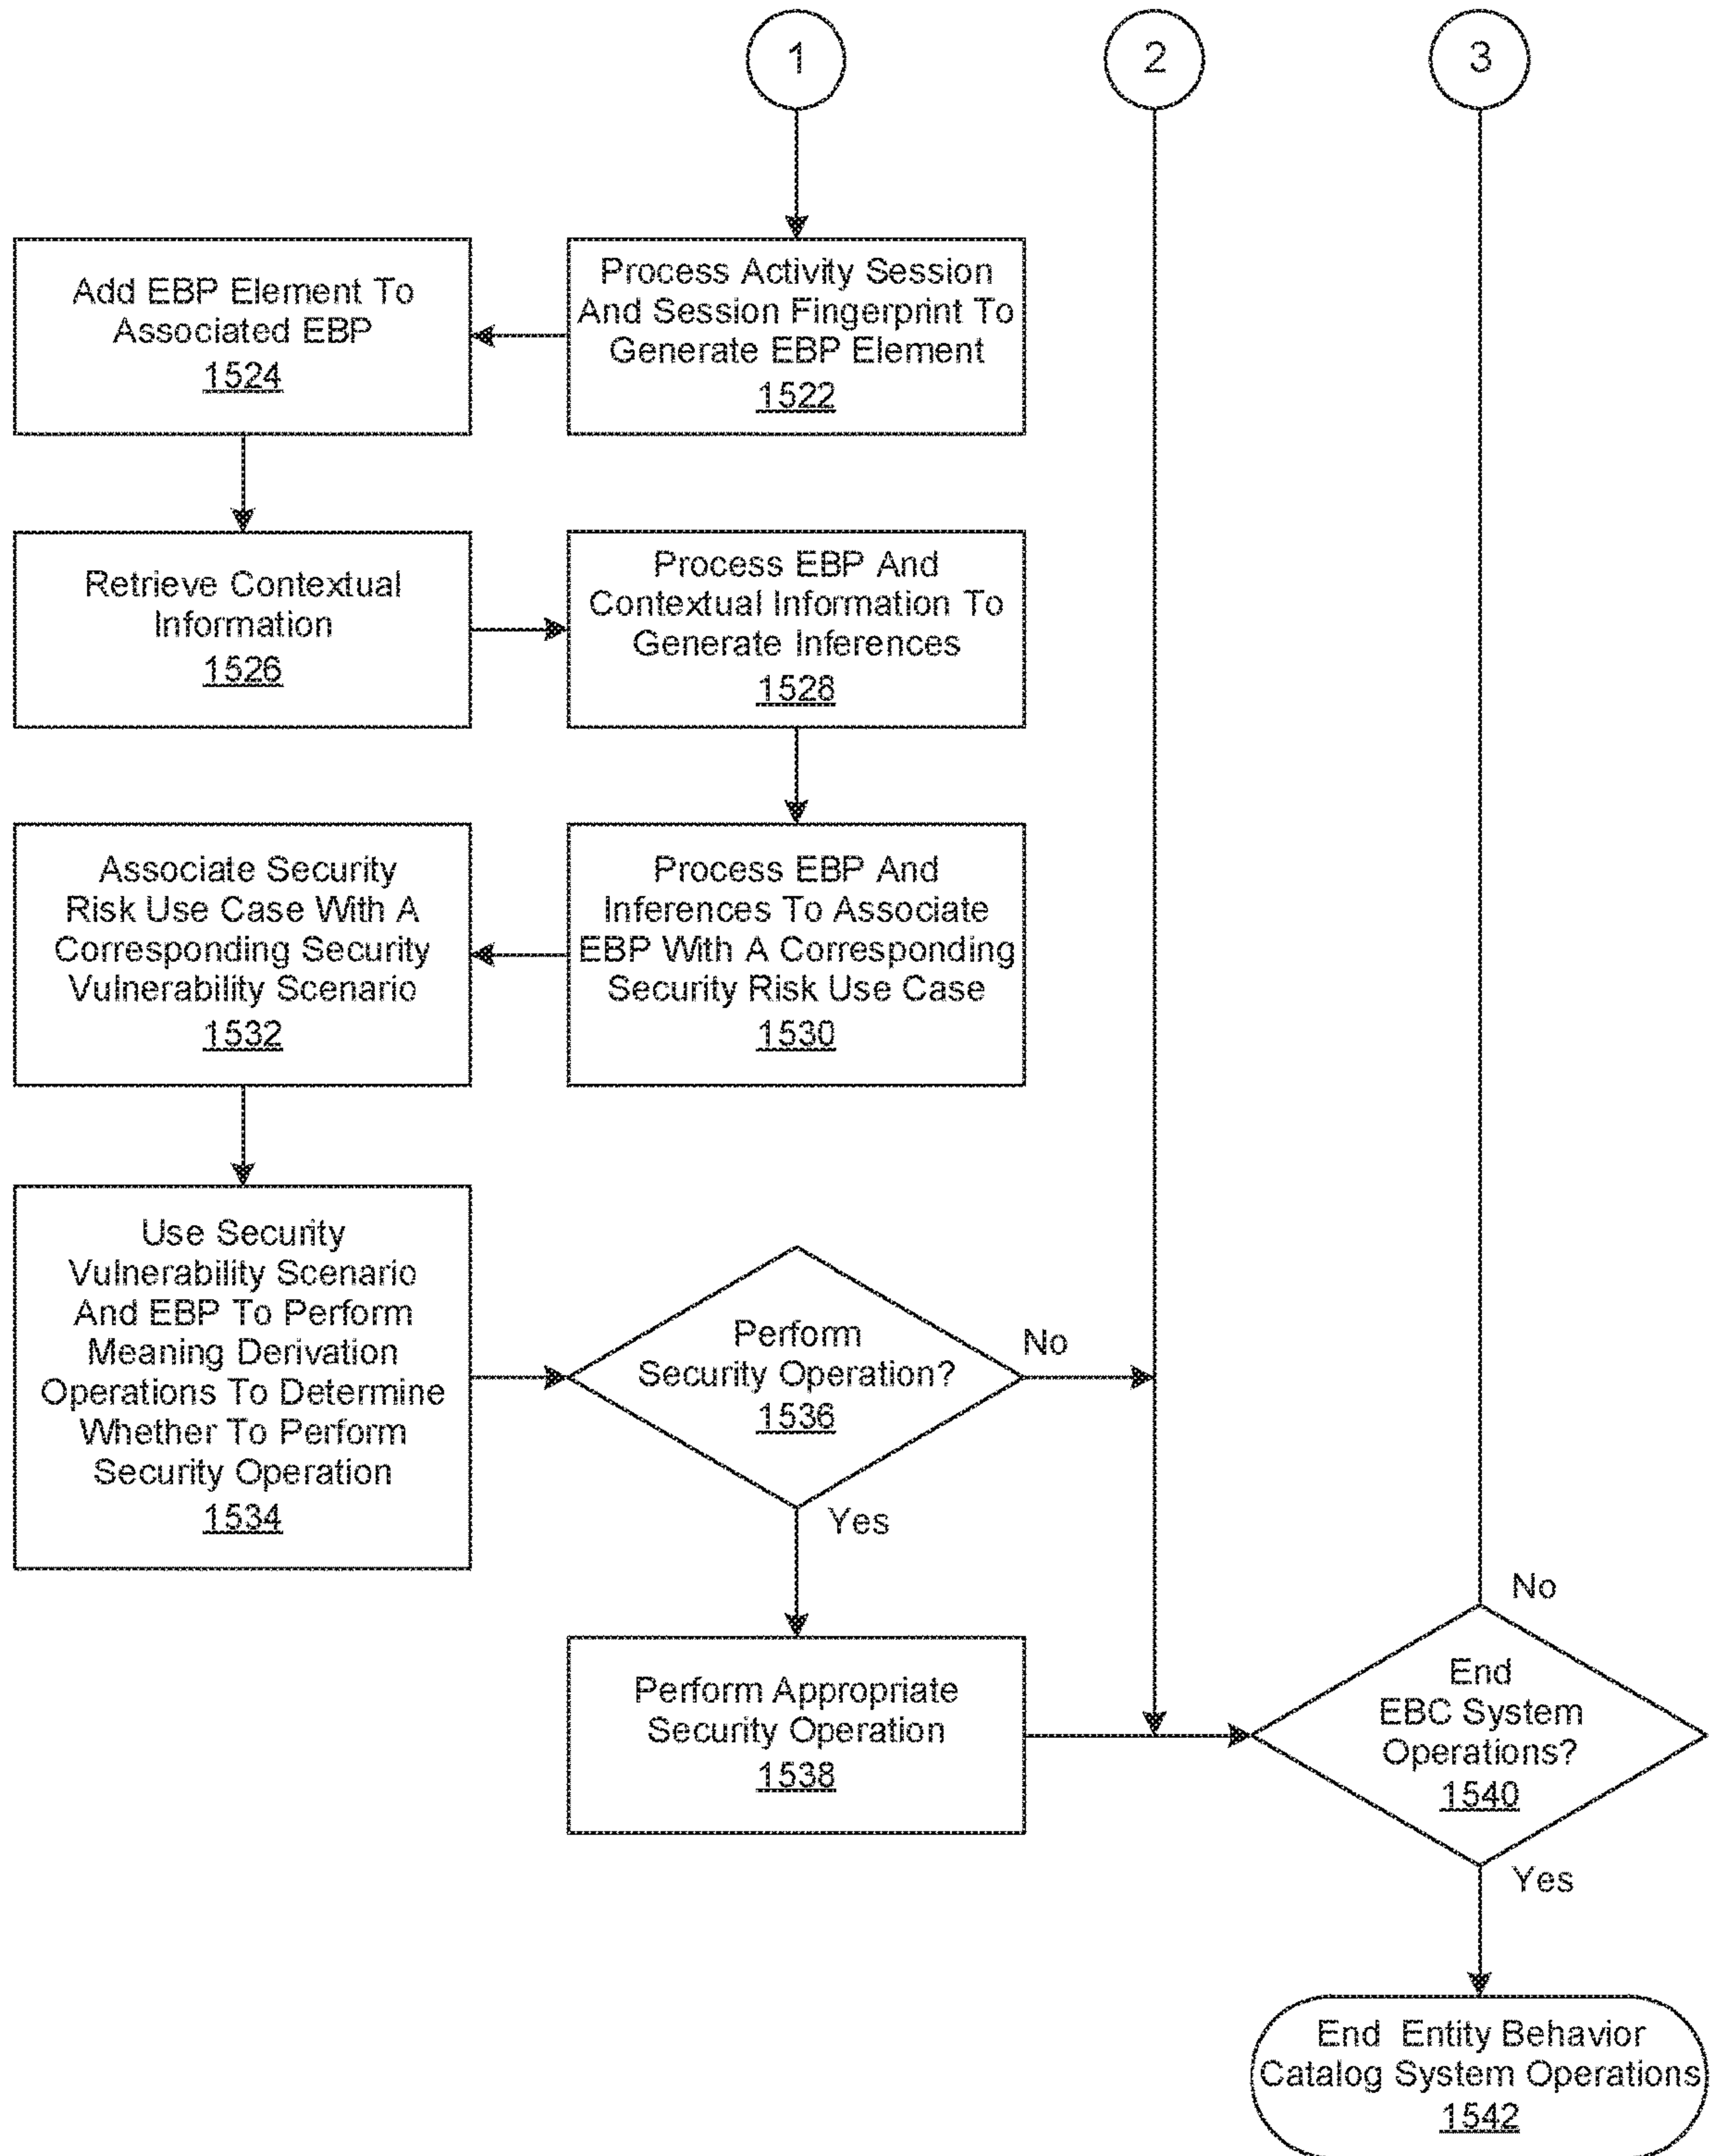 1
2
3
Process Activity Session
And Session Fingerprint To
Generate EBP Element
1522
Add EBP Element To
Associated EBP
1524
Retrieve Contextual
Information
1526
Process EBP And
Contextual Information To
Generate Inferences
1528
Process EBP And
Inferences To Associate
EBP With A Corresponding
Security Risk Use Case
1530
Associate Security
Risk Use Case With A
Corresponding Security
Vulnerability Scenario
1532
Use Security
Vulnerability Scenario
And EBP To Perform
Meaning Derivation
Operations To Determine
Whether To Perform
Security Operation
1534
Perform
Security Operation?
1536
No
Yes
Perform Appropriate
Security Operation
1538
No
End
EBC System
Operations?
1540
Yes
End Entity Behavior
Catalog System Operations
1542